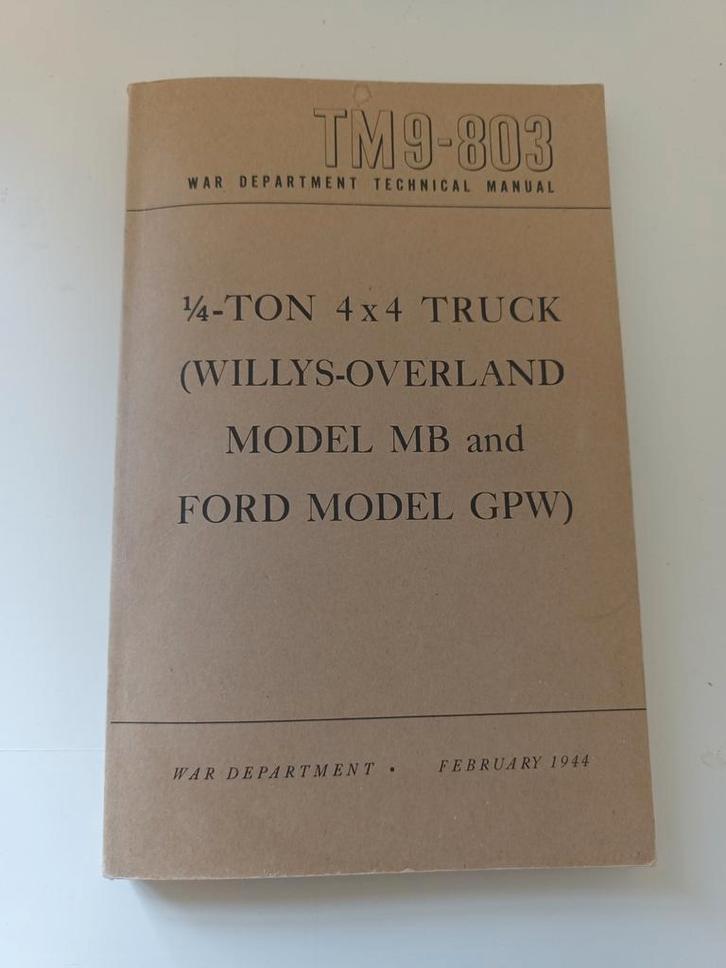 TM9-803
WAR DEPARTMENT TECHNICAL MANUAL
¼-TON 4x4 TRUCK
(WILLYS-OVERLAND
MODEL MB and
FORD MODEL GPW)
WAR DEPARTMENT • FEBRUARY 1944